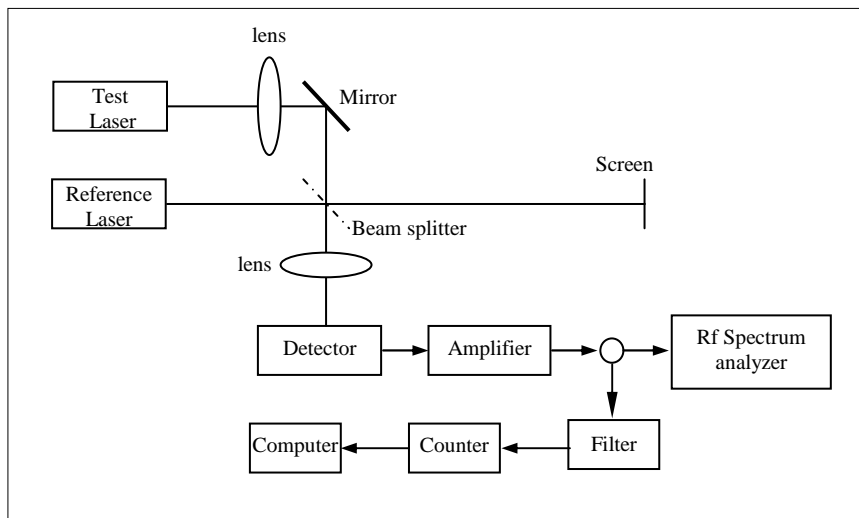 lens
Test
Laser
Mirror
Screen
Reference
Laser
Beam splitter
lens
Detector
Amplifier
Rf Spectrum
analyzer
Computer
Counter
Filter